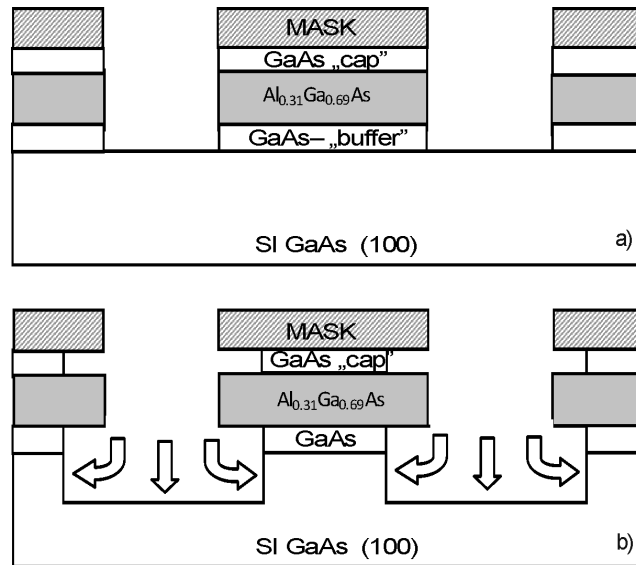 MASK
GaAs „cap”
Al0.31Ga0.69As
GaAs– „buffer”
SI GaAs (100)
a)
MASK
GaAs „cap”
Al0.31Ga0.69As
GaAs
SI GaAs (100)
b)